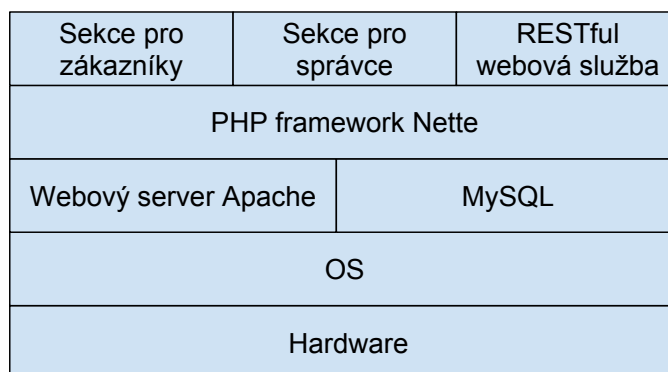 Sekce pro
zákazníky
Sekce pro
správce
RESTful
webová služba
PHP framework Nette
Webový server Apache
MySQL
OS
Hardware